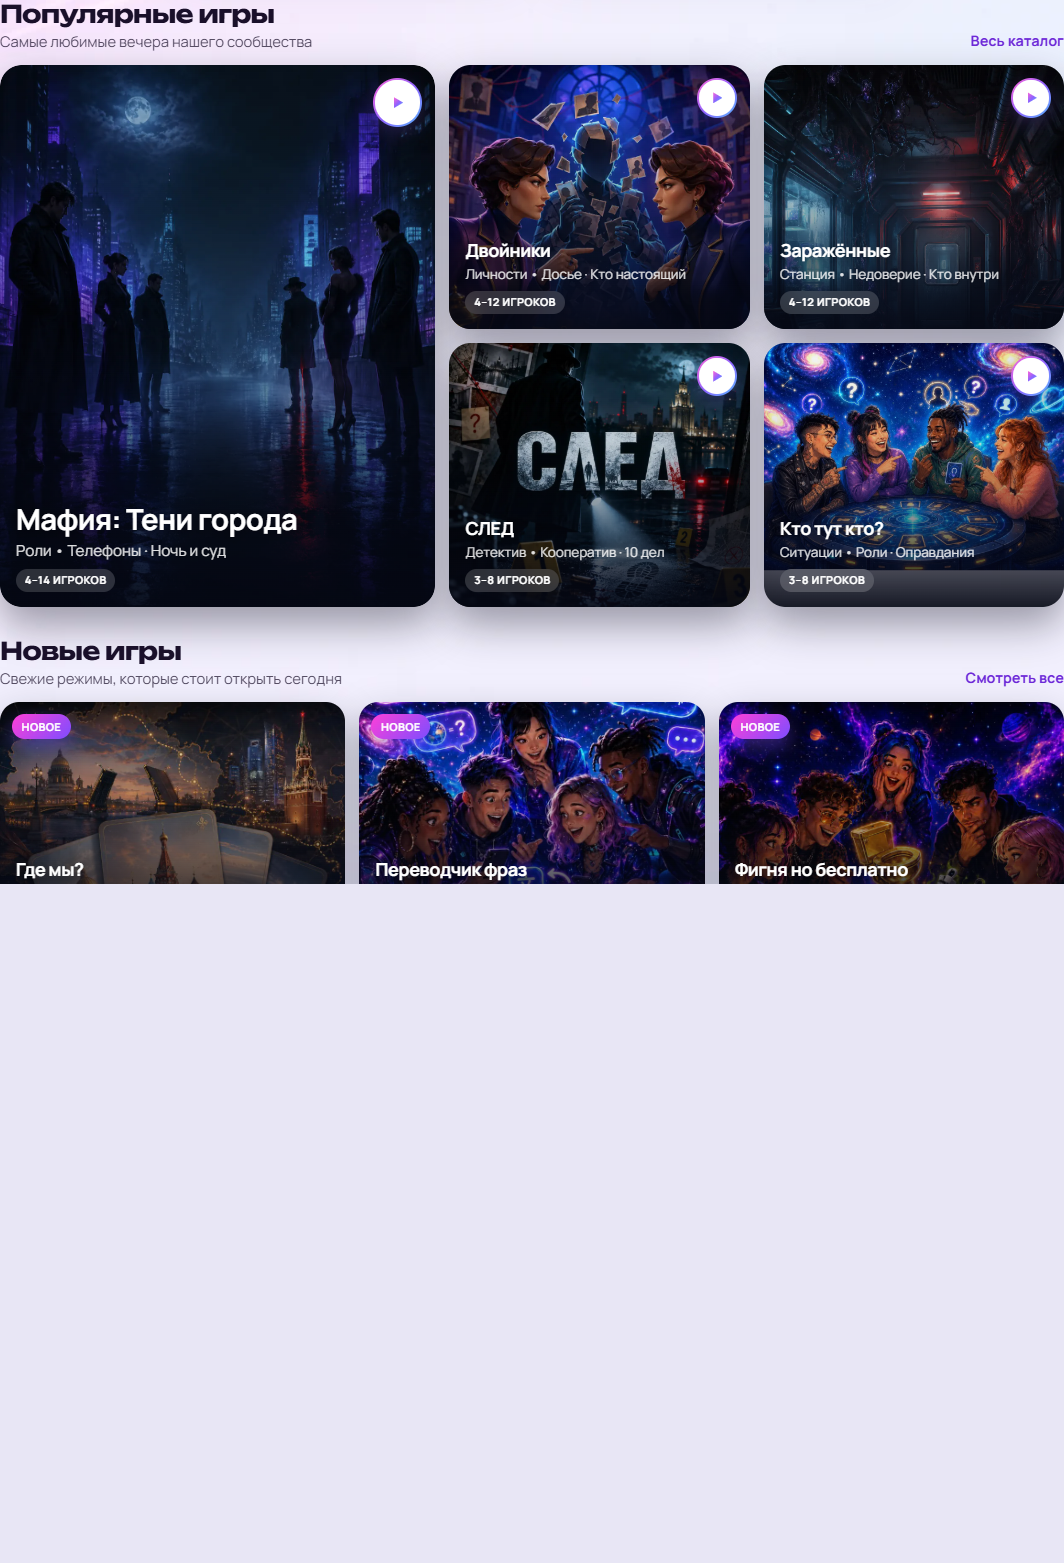 Популярные игры
Самые любимые вечера нашего сообщества
Весь каталог
Мафия: Тени города
Роли • Телефоны · Ночь и суд
4–14 ИГРОКОВ
Двойники
Личности • Досье · Кто настоящий
4–12 ИГРОКОВ
Заражённые
Станция • Недоверие · Кто внутри
4–12 ИГРОКОВ
?
СЛЕД
2
СЛЕД
Детектив • Кооператив · 10 дел
3–8 ИГРОКОВ
? ? ?
Кто тут кто?
Ситуации • Роли · Оправдания
3–8 ИГРОКОВ
Новые игры
Свежие режимы, которые стоит открыть сегодня
Смотреть все
НОВОЕ
Где мы?
НОВОЕ
= ?
Переводчик фраз
НОВОЕ
Фигня но бесплатно